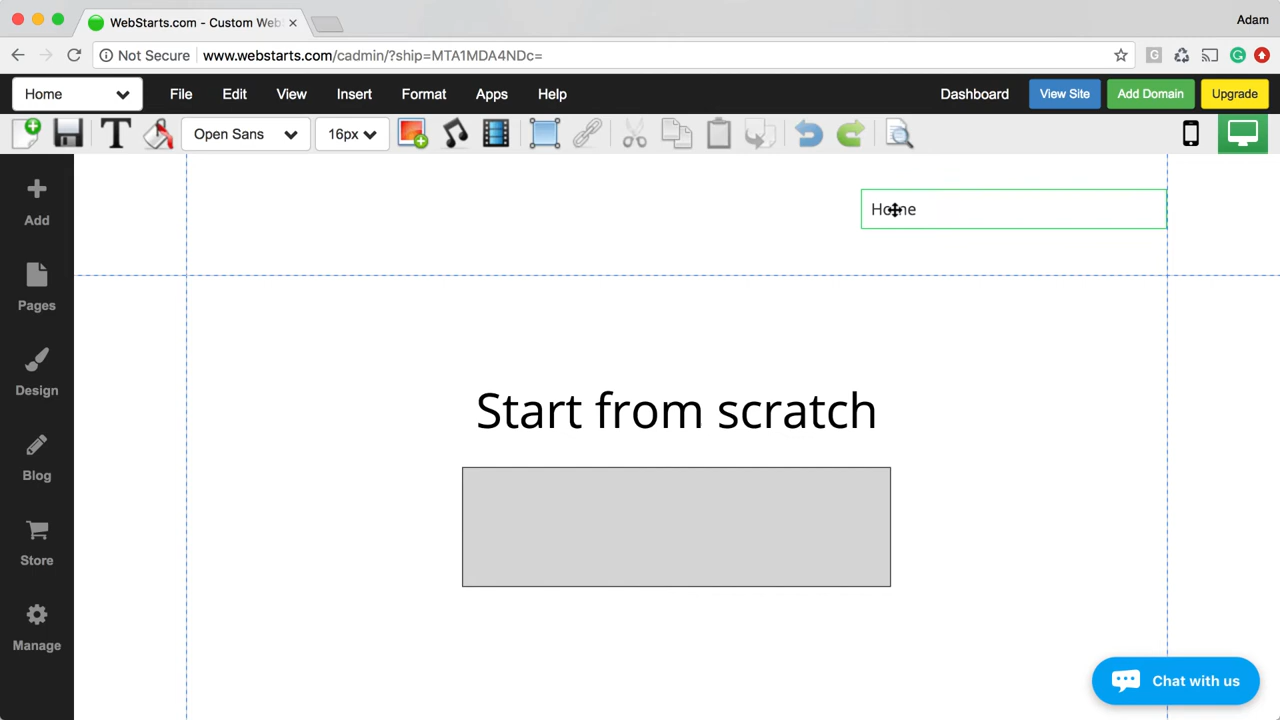 WebStarts.com - Custom Web
Adam
Not Secure
www.webstarts.com/cadmin/?ship=MTA1MDA4NDc=
Home File Edit View Insert Format Apps Help Dashboard View Site Add Domain Upgrade
Open Sans 16px
Add
Home
Pages
Design
Start from scratch
Blog
Store
Manage
Chat with us